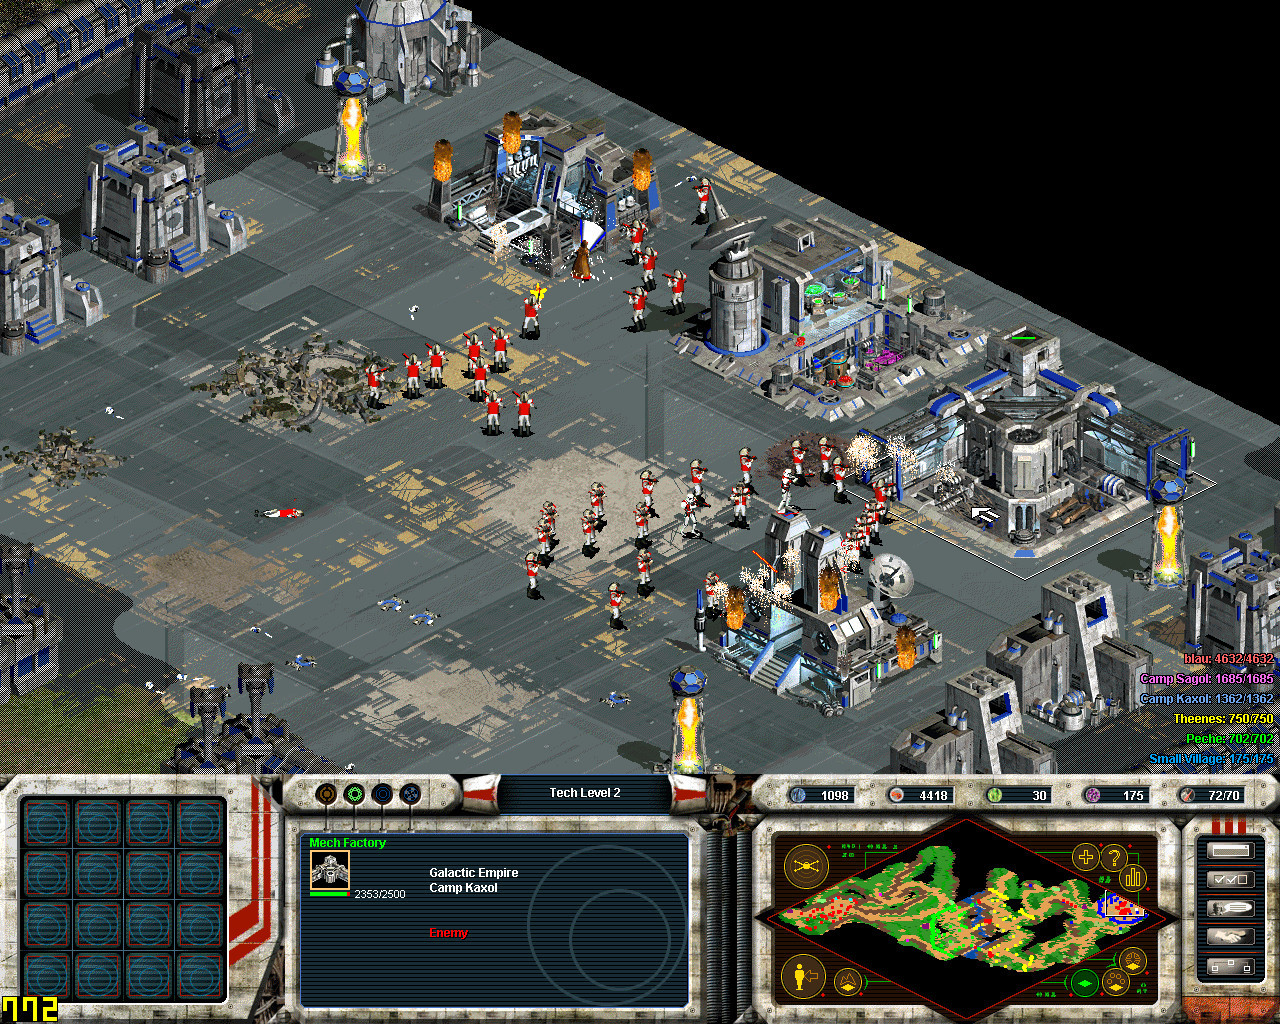 blau: 4632/4632
Camp Sagol: 1685/1685
Camp Kaxol: 1362/1362
Theenes: 750/750
Peche: 702/702
Small Village: 175/175
Tech Level 2
1098
4418
30
175
72/70
Mech Factory
2353/2500
Galactic Empire
Camp Kaxol
Enemy
?
772